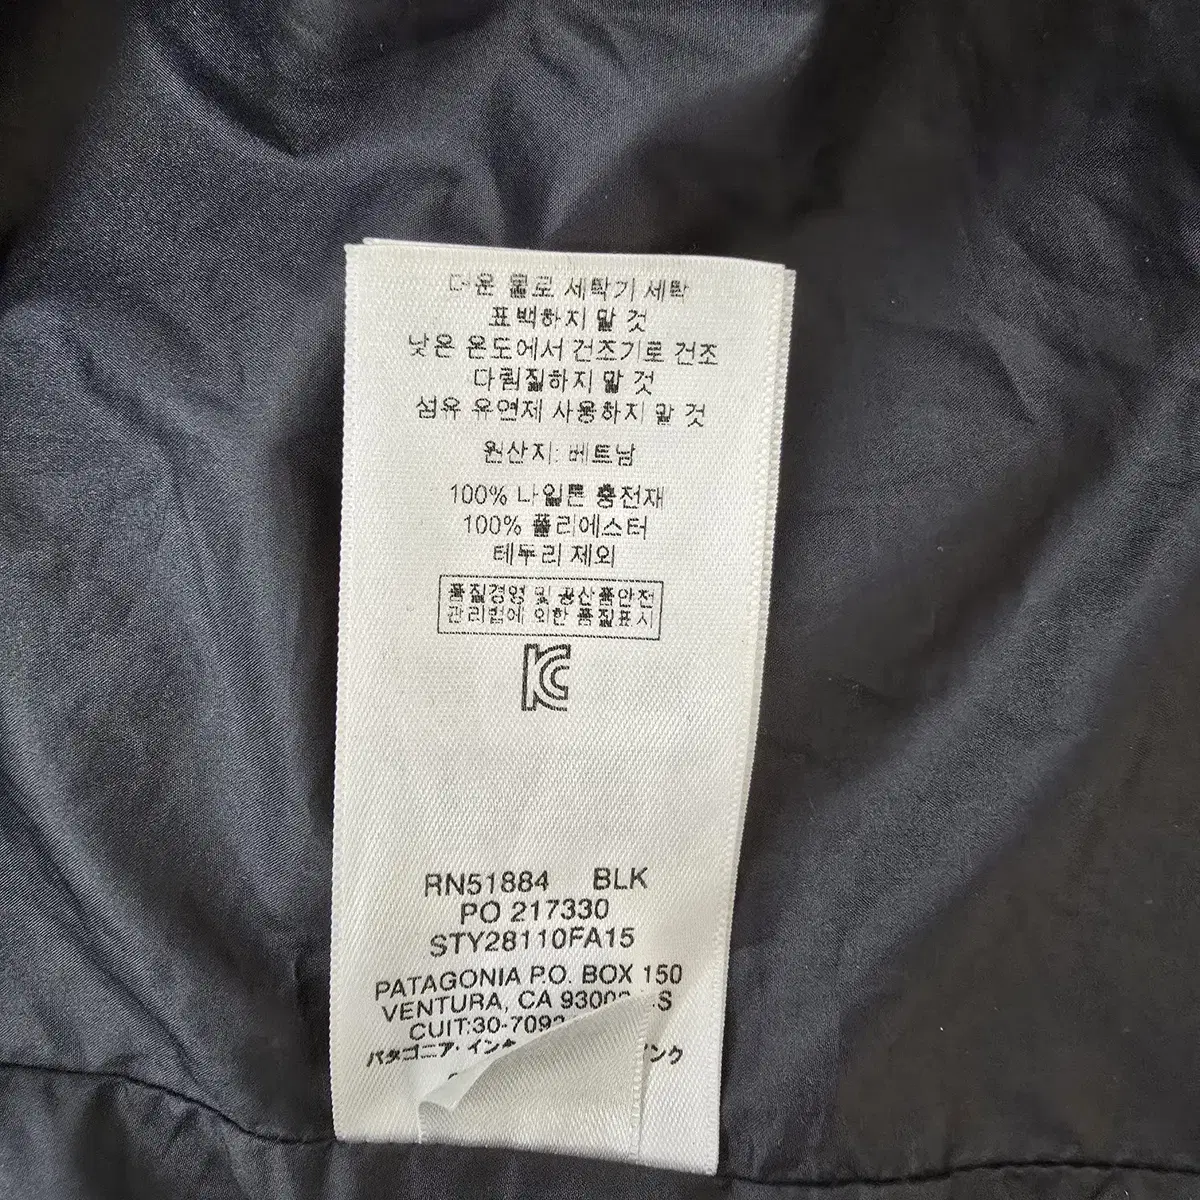 더운 물로 세탁기 세탁
표백하지 말 것
낮은 온도에서 건조기로 건조
다림질하지 말 것
섬유 유연제 사용하지 말 것
원산지: 베트남
100% 나일론 충전재
100% 폴리에스터
테두리 제외
품질경영 및 공산품안전
관리법에 의한 품질표시
KC
RN51884 BLK
PO 217330
STY28110FA15
PATAGONIA P.O. BOX 150
VENTURA, CA
CUIT:30-709
パタゴニア・イン